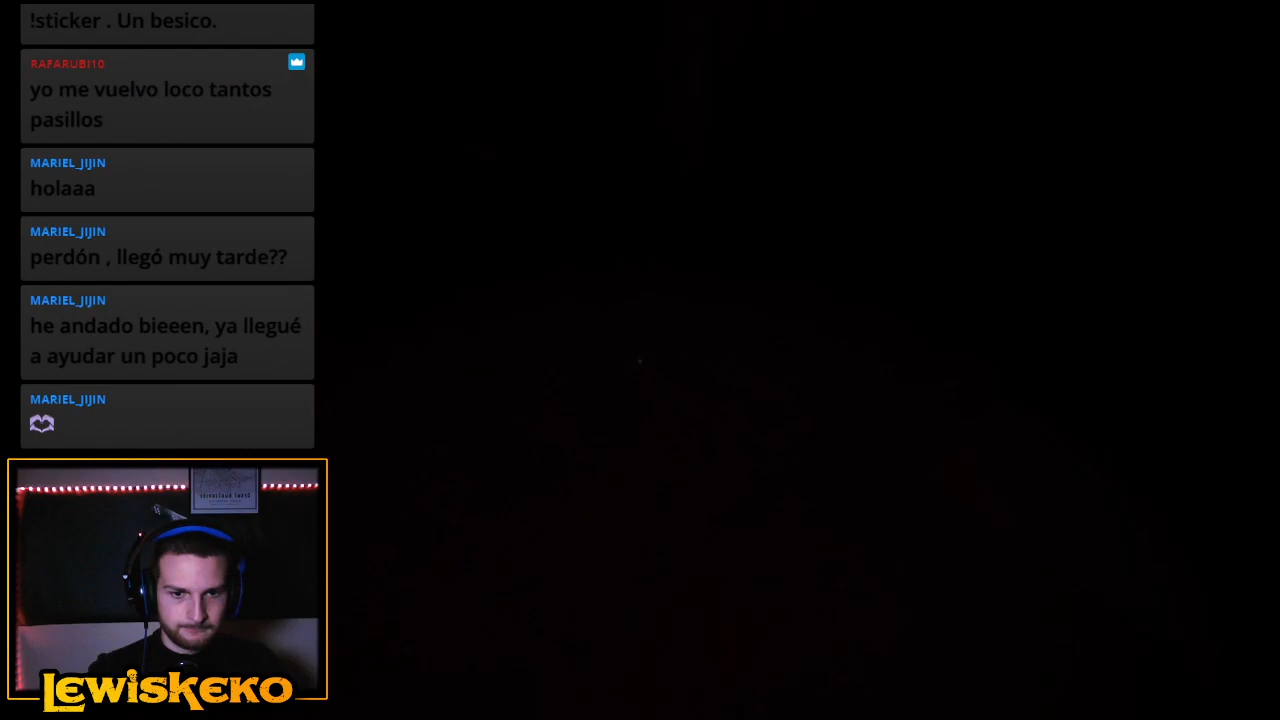 !sticker . Un besico.
RAFARUBI10
yo me vuelvo loco tantos
pasillos
MARIEL_JIJIN
holaaa
MARIEL_JIJIN
perdón , llegó muy tarde??
MARIEL_JIJIN
he andado bieeen, ya llegué
a ayudar un poco jaja
MARIEL_JIJIN
LEWISKEKO